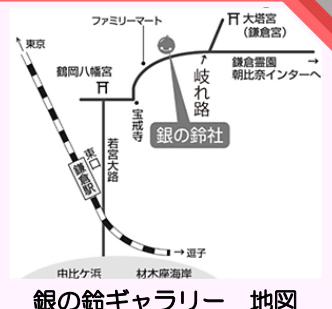 ファミリーマート
大塔宮
(鎌倉宮)
東京
鶴岡八幡宮
岐れ路
鎌倉霊園
朝比奈インターへ
→
宝戒寺
銀の鈴社
若宮大路
東口
鎌倉駅
→逗子
由比ケ浜
材木座海岸
銀の鈴ギャラリー 地図